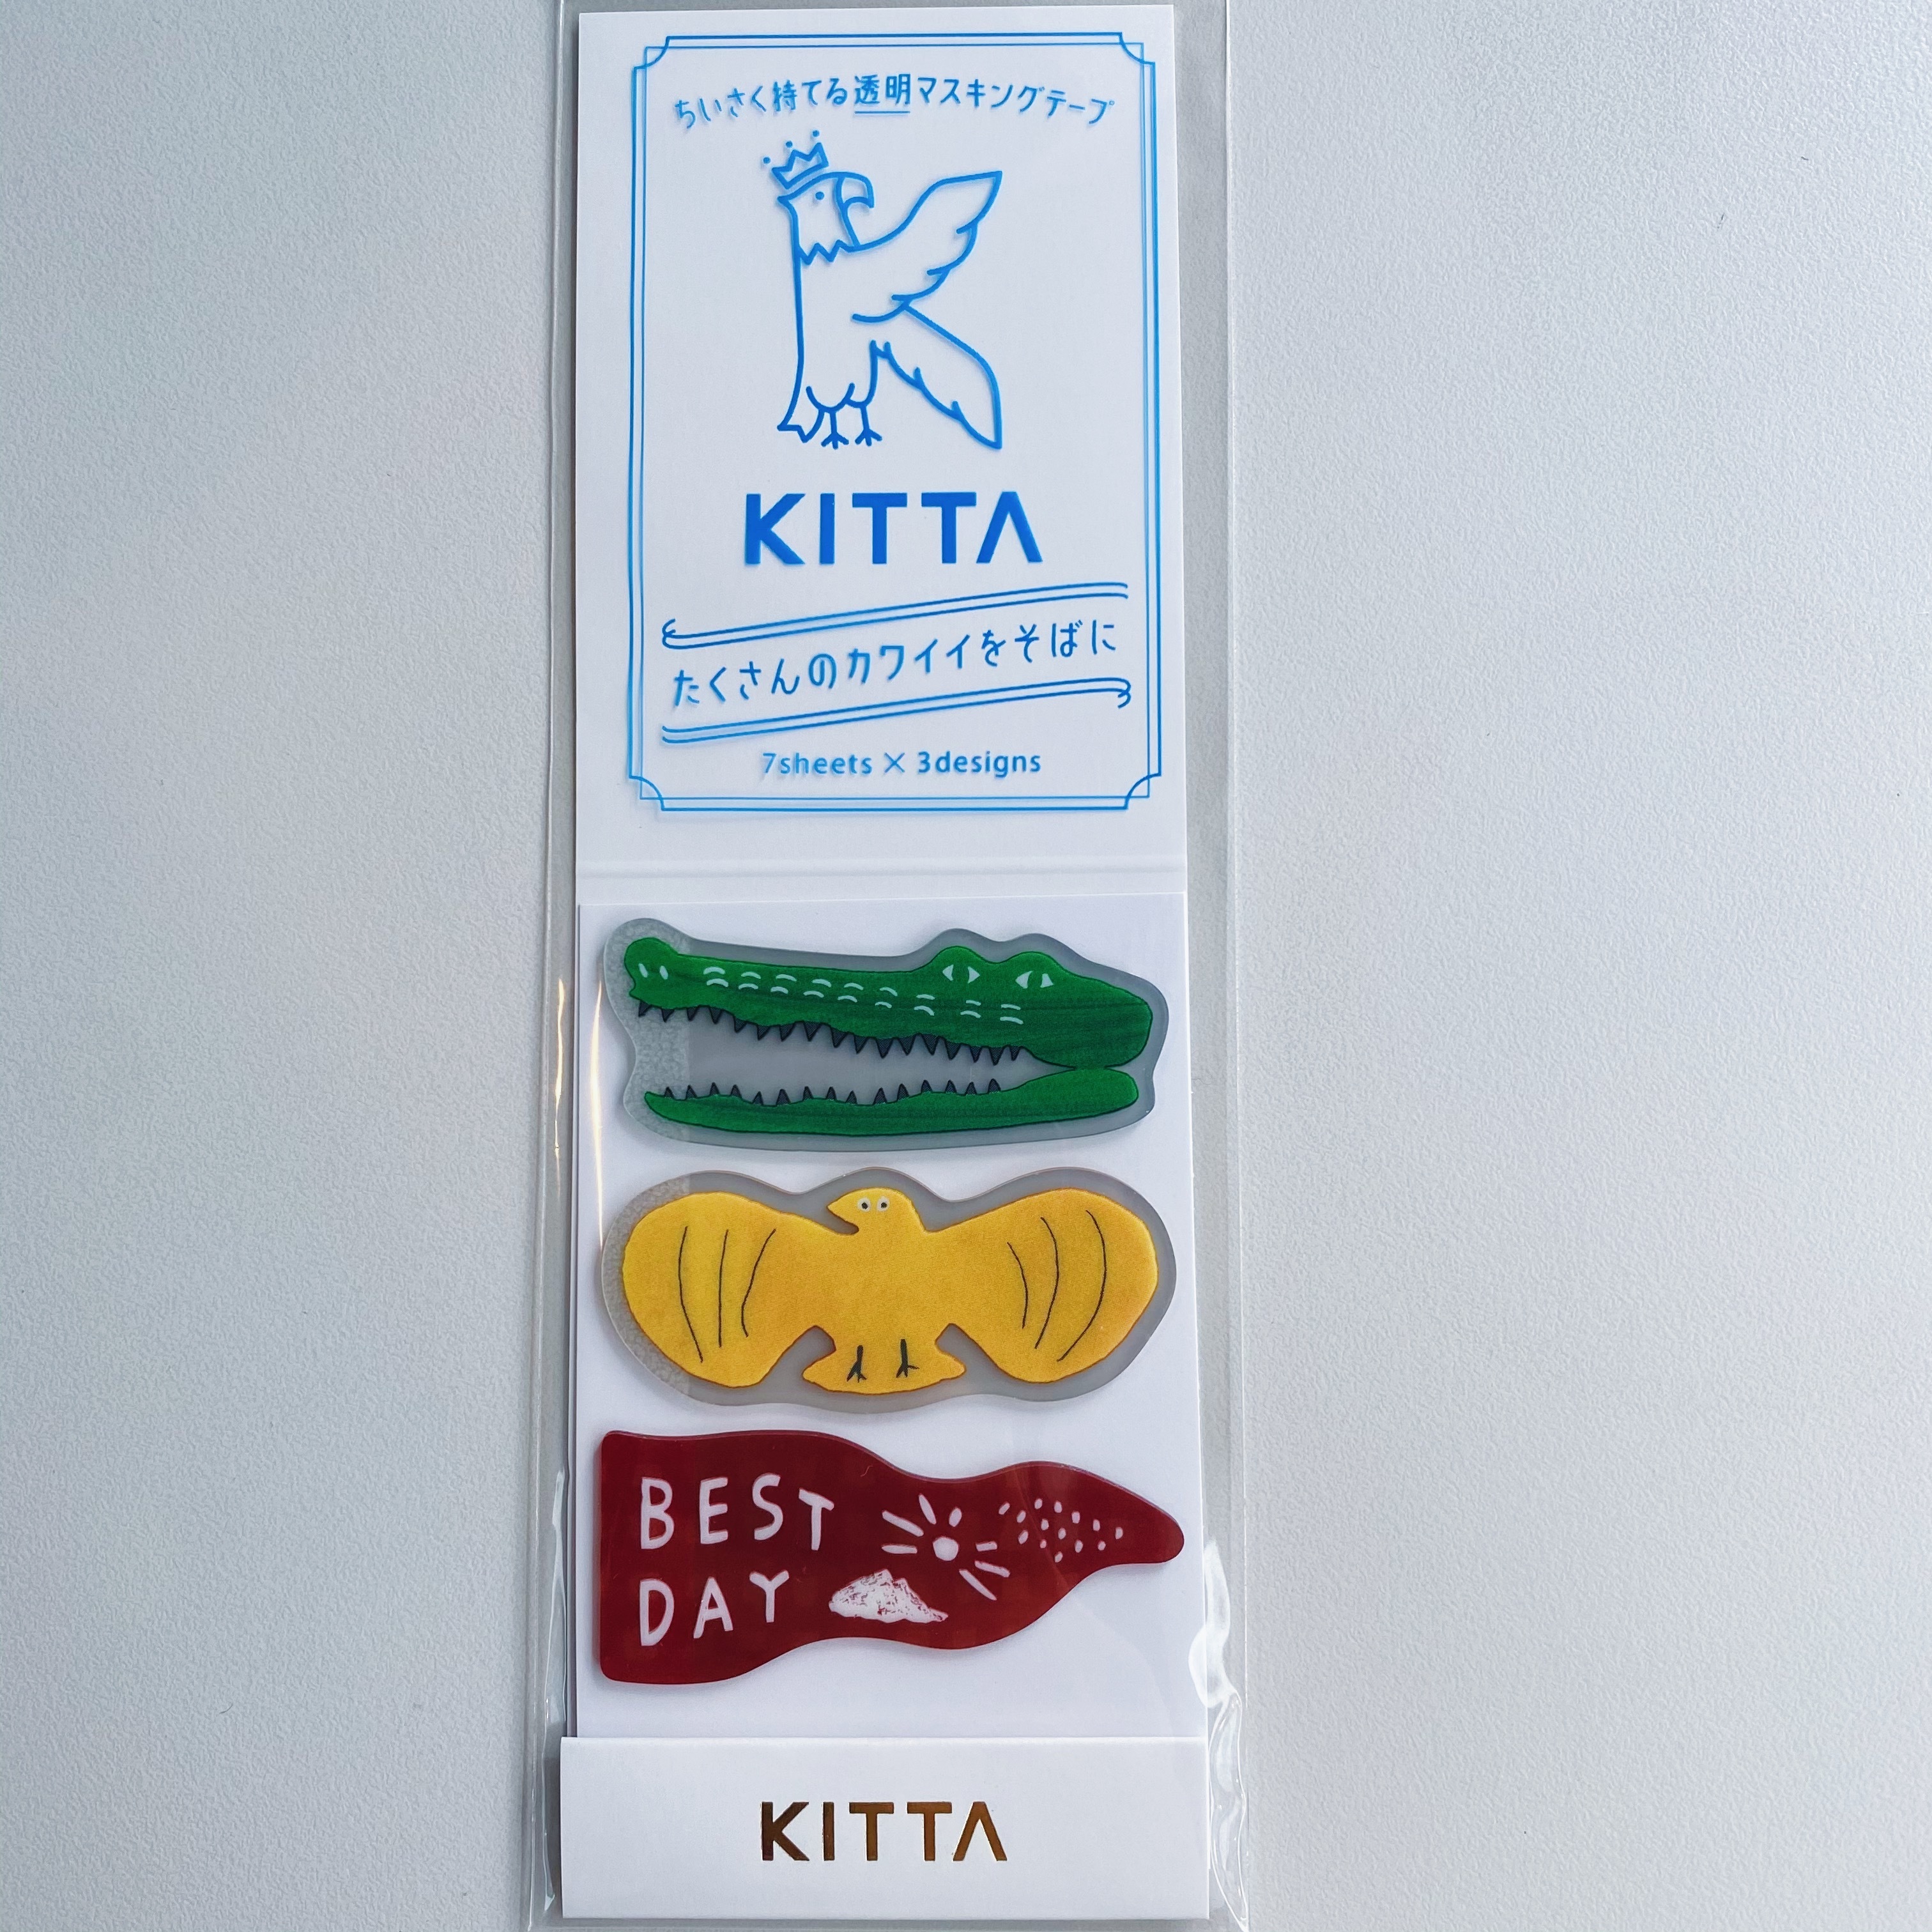 ちいさく持てる透明マスキングテープ
KITTA
たくさんのカワイイをそばに
7sheets × 3designs
BEST
DAY
KITTA